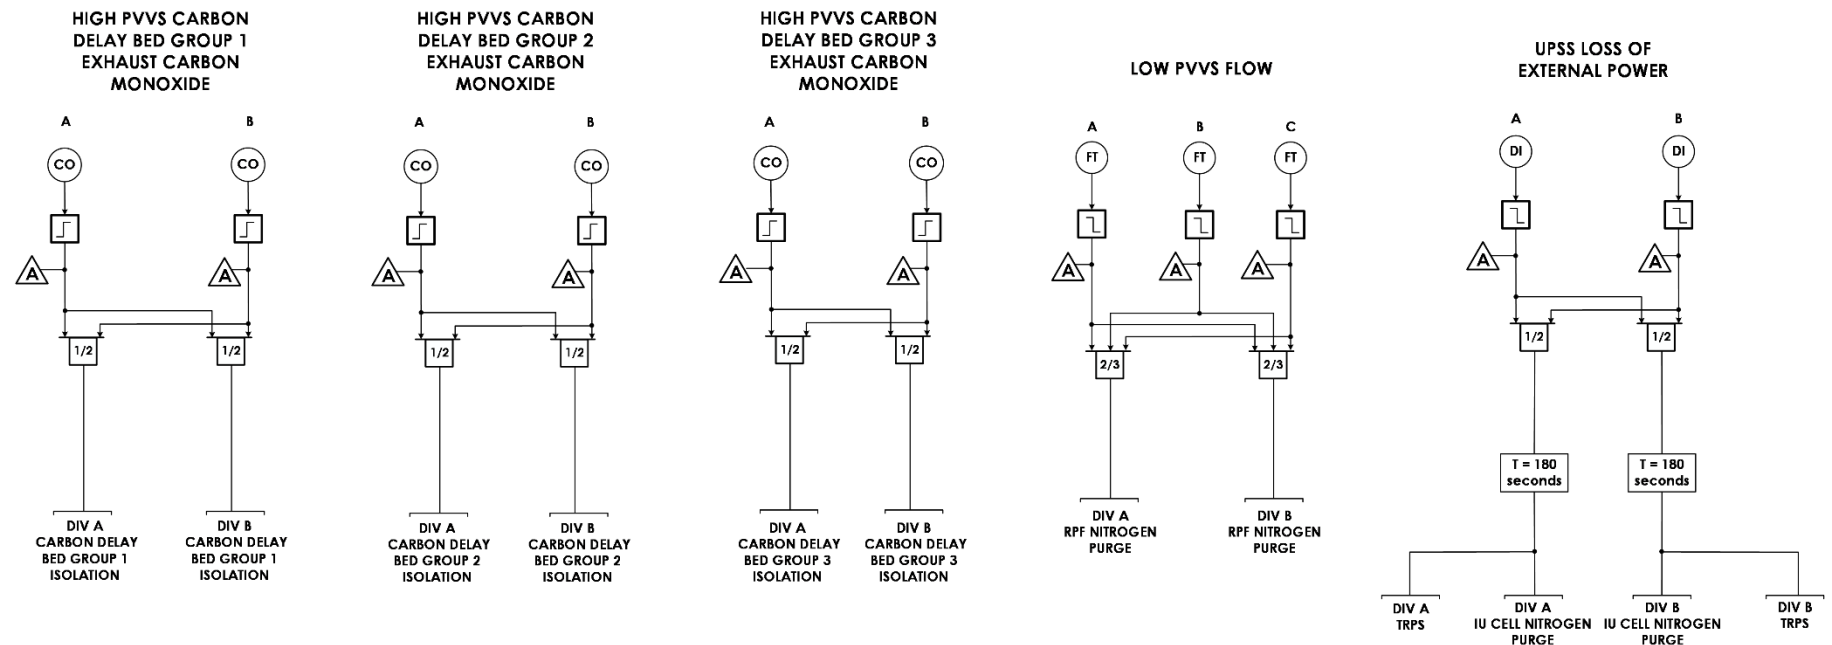 HIGH PVVS CARBON
DELAY BED GROUP 1
EXHAUST CARBON
MONOXIDE
A
B
CO
CO
A
A
1/2
1/2
DIV A
CARBON DELAY
BED GROUP 1
ISOLATION
DIV B
CARBON DELAY
BED GROUP 1
ISOLATION
HIGH PVVS CARBON
DELAY BED GROUP 2
EXHAUST CARBON
MONOXIDE
A
B
CO
CO
A
A
1/2
1/2
DIV A
CARBON DELAY
BED GROUP 2
ISOLATION
DIV B
CARBON DELAY
BED GROUP 2
ISOLATION
HIGH PVVS CARBON
DELAY BED GROUP 3
EXHAUST CARBON
MONOXIDE
A
B
CO
CO
A
A
1/2
1/2
DIV A
CARBON DELAY
BED GROUP 3
ISOLATION
DIV B
CARBON DELAY
BED GROUP 3
ISOLATION
LOW PVVS FLOW
A
B
C
FT
FT
FT
A
A
A
2/3
2/3
DIV A
RPF NITROGEN
PURGE
DIV B
RPF NITROGEN
PURGE
UPSS LOSS OF
EXTERNAL POWER
A
B
DI
DI
A
A
1/2
1/2
T = 180
seconds
T = 180
seconds
DIV A
TRPS
DIV A
IU CELL NITROGEN
PURGE
DIV B
IU CELL NITROGEN
PURGE
DIV B
TRPS